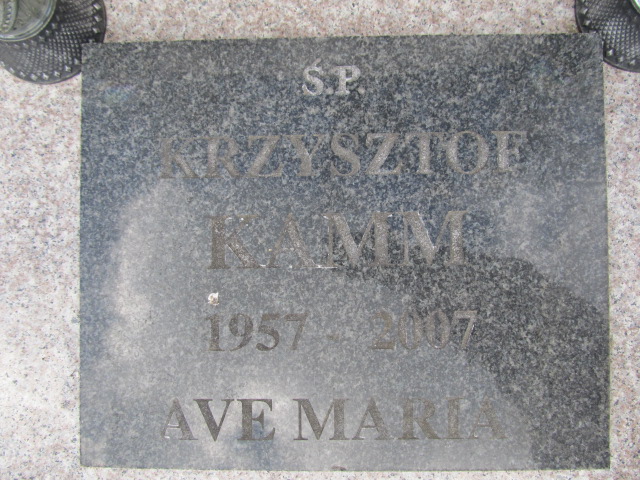 Ś.P.
KRZYSZTOF
KAMM
1957 - 2007
AVE MARIA